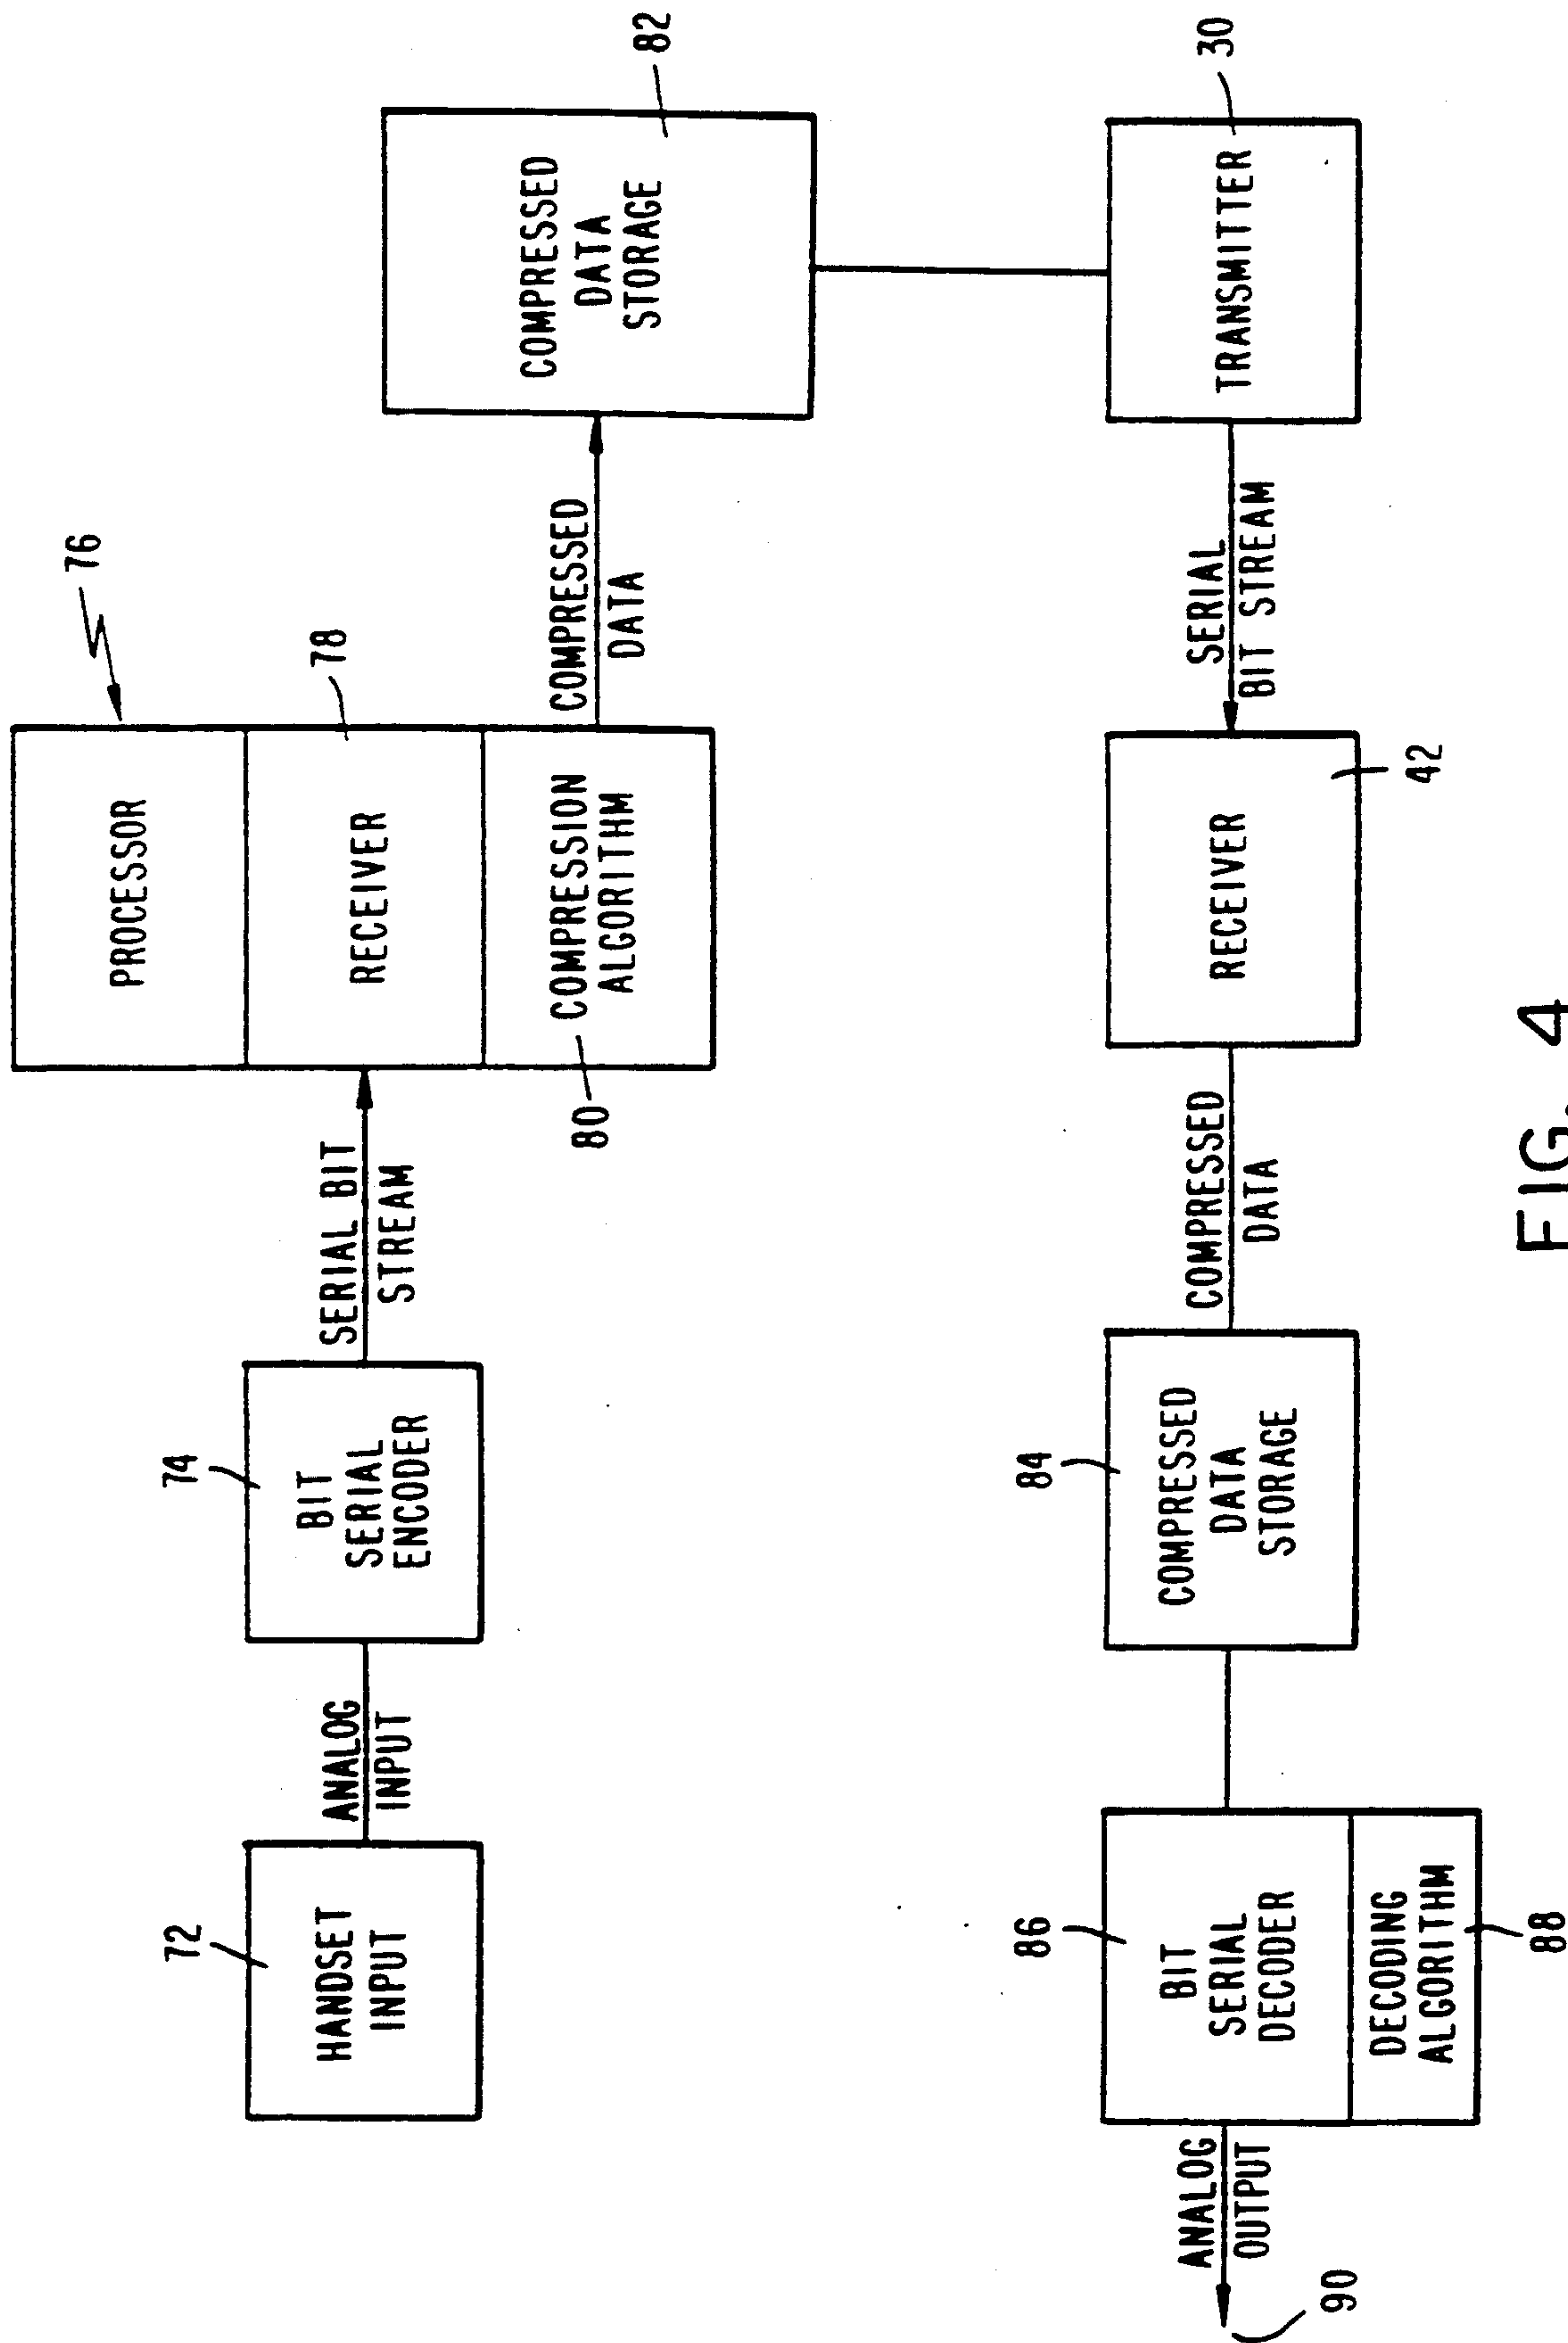 76
PROCESSOR
72
HANDSET
INPUT
ANALOG
INPUT
74
BIT
SERIAL
ENCODER
SERIAL BIT
STREAM
RECEIVER
78
80
COMPRESSION
ALGORITHM
COMPRESSED
DATA
COMPRESSED
DATA
STORAGE
82
90
ANALOG
OUTPUT
86
BIT
SERIAL
DECODER
DECODING
ALGORITHM
88
84
COMPRESSED
DATA
STORAGE
COMPRESSED
DATA
RECEIVER
42
SERIAL
BIT STREAM
TRANSMITTER
30
FIG. 4